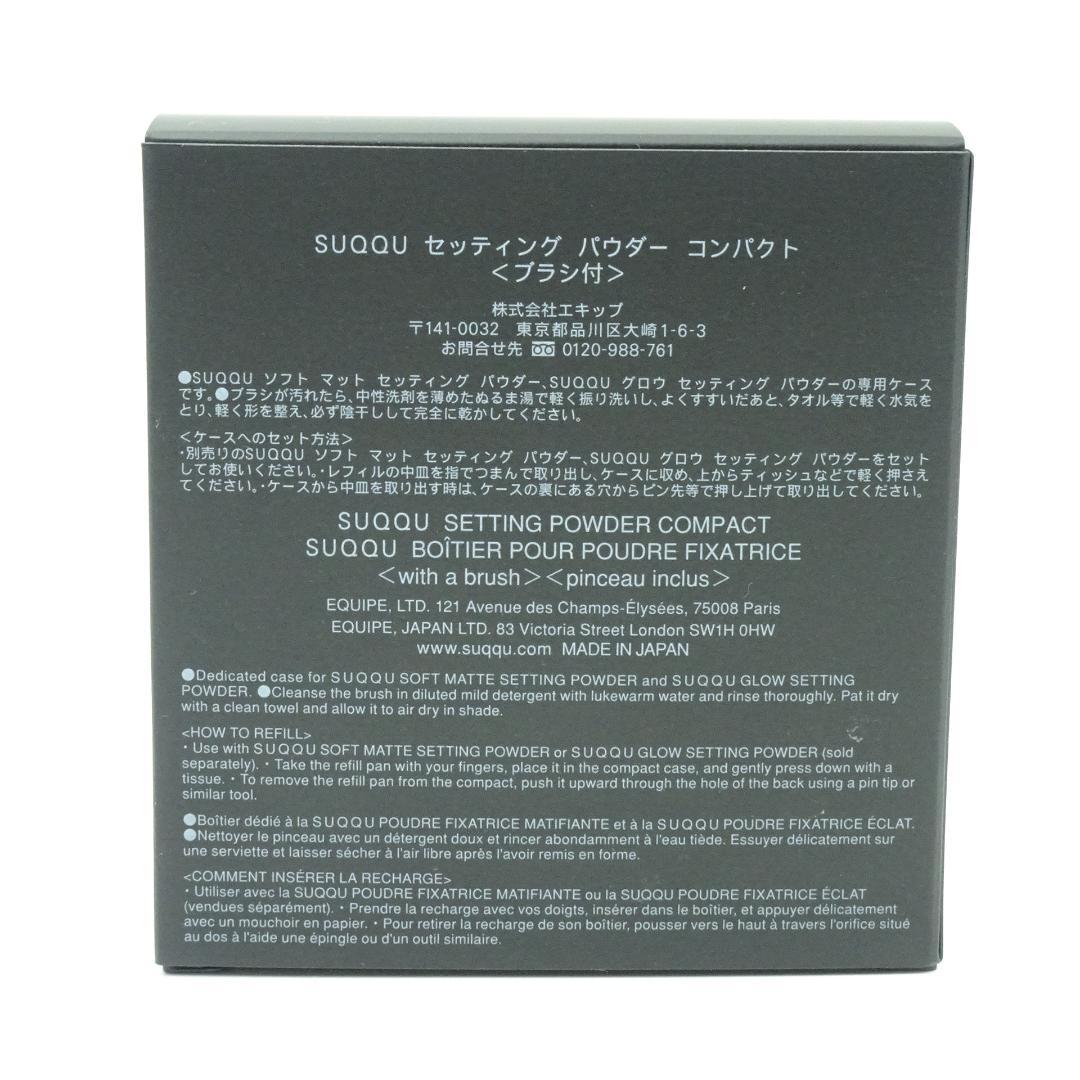 SUQQU セッティング パウダー コンパクト
＜ブラシ付＞
株式会社エキップ
〒141-0032 東京都品川区大崎1-6-3
お問合せ先 0120-988-761
●SUQQU ソフト マット セッティング パウダー、SUQQU グロウ セッティング パウダーの専用ケース
です。●ブラシが汚れたら、中性洗剤を薄めたぬるま湯で軽く振り洗いし、よくすすいだあと、タオル等で軽く水気を
とり、軽く形を整え、必ず陰干しして完全に乾かしてください。
＜ケースへのセット方法＞
・別売りのSUQQU ソフト マット セッティング パウダー、SUQQU グロウ セッティング パウダーをセット
してお使いください。・レフィルの中皿を指でつまんで取り出し、ケースに収め、上からティッシュなどで軽く押さえ
てください。・ケースから中皿を取り出す時は、ケースの裏にある穴からピン先等で押し上げて取り出してください。
SUQQU SETTING POWDER COMPACT
SUQQU BOÎTIER POUR POUDRE FIXATRICE
＜with a brush＞＜pinceau inclus＞
EQUIPE, LTD. 121 Avenue des Champs-Élysées, 75008 Paris
EQUIPE, JAPAN LTD. 83 Victoria Street London SW1H 0HW
www.suqqu.com MADE IN JAPAN
●Dedicated case for SUQQU SOFT MATTE SETTING POWDER and SUQQU GLOW SETTING
POWDER. ●Cleanse the brush in diluted mild detergent with lukewarm water and rinse thoroughly. Pat it dry
with a clean towel and allow it to air dry in shade.
<HOW TO REFILL>
・Use with SUQQU SOFT MATTE SETTING POWDER or SUQQU GLOW SETTING POWDER (sold
separately).・Take the refill pan with your fingers, place it in the compact case, and gently press down with a
tissue.・To remove the refill pan from the compact, push it upward through the hole of the back using a pin tip or
similar tool.
●Boîtier dédié à la SUQQU POUDRE FIXATRICE MATIFIANTE et à la SUQQU POUDRE FIXATRICE ÉCLAT.
●Nettoyer le pinceau avec un détergent doux et rincer abondamment à l'eau tiède. Essuyer délicatement sur
une serviette et laisser sécher à l'air libre après l'avoir remis en forme.
<COMMENT INSÉRER LA RECHARGE>
・Utiliser avec la SUQQU POUDRE FIXATRICE MATIFIANTE ou la SUQQU POUDRE FIXATRICE ÉCLAT
(vendues séparément).・Prendre la recharge avec vos doigts, insérer dans le boîtier, et appuyer délicatement
avec un mouchoir en papier.・Pour retirer la recharge de son boîtier, pousser vers le haut à travers l'orifice situé
au dos à l'aide une épingle ou d'un outil similaire.